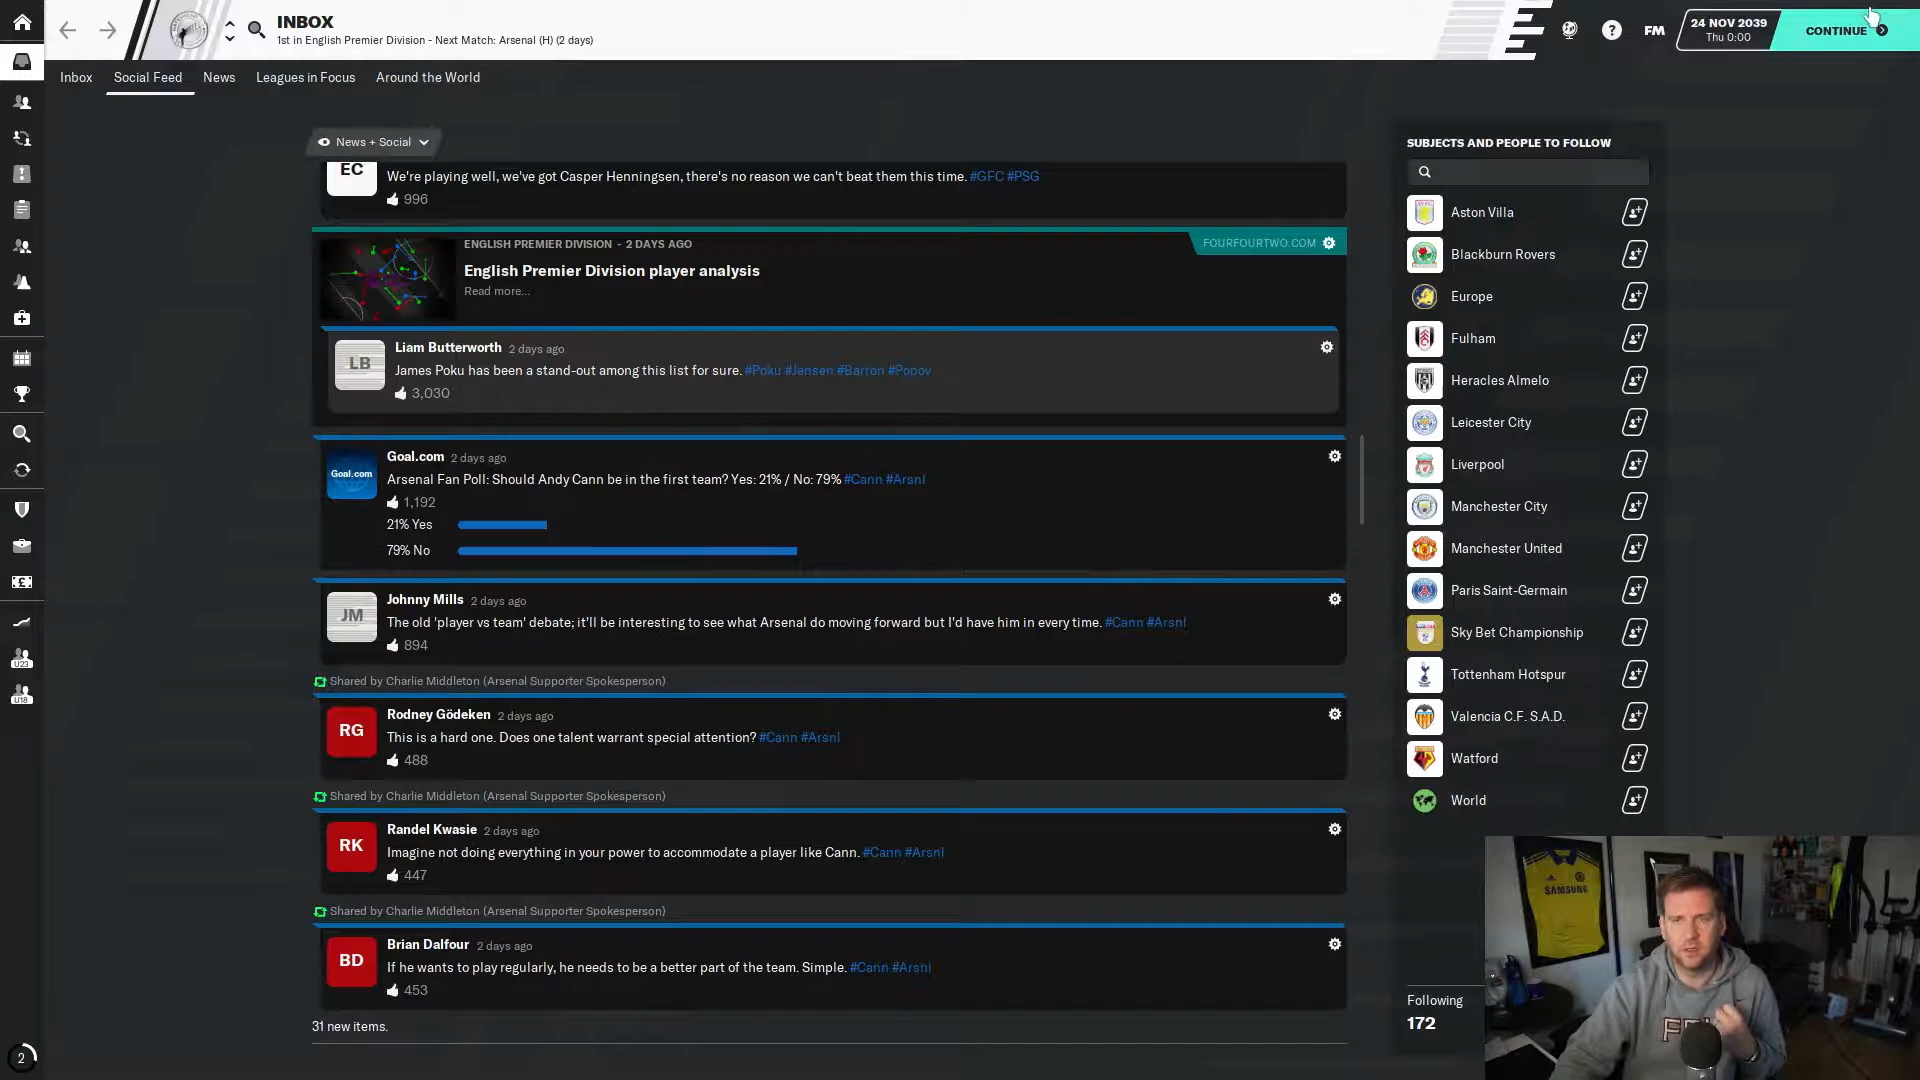 INBOX
1st in English Premier Division - Next Match: Arsenal (H) (2 days)
FM
24 NOV 2039
Thu 0:00
CONTINUE
Inbox Social Feed News Leagues in Focus Around the World
News + Social
EC
We're playing well, we've got Casper Henningsen, there's no reason we can't beat them this time. #GFC #PSG
996
ENGLISH PREMIER DIVISION - 2 DAYS AGO
FOURFOURTWO.COM
English Premier Division player analysis
Read more...
LB
Liam Butterworth 2 days ago
James Poku has been a stand-out among this list for sure. #Poku #Jensen #Barron #Popov
3,030
Goal.com
Goal.com 2 days ago
Arsenal Fan Poll: Should Andy Cann be in the first team? Yes: 21% / No: 79% #Cann #Arsnl
1,192
21% Yes
79% No
JM
Johnny Mills 2 days ago
The old 'player vs team' debate; it'll be interesting to see what Arsenal do moving forward but I'd have him in every time. #Cann #Arsnl
894
Shared by Charlie Middleton (Arsenal Supporter Spokesperson)
RG
Rodney Gödeken 2 days ago
This is a hard one. Does one talent warrant special attention? #Cann #Arsnl
488
Shared by Charlie Middleton (Arsenal Supporter Spokesperson)
RK
Randel Kwasie 2 days ago
Imagine not doing everything in your power to accommodate a player like Cann. #Cann #Arsnl
447
Shared by Charlie Middleton (Arsenal Supporter Spokesperson)
BD
Brian Dalfour 2 days ago
If he wants to play regularly, he needs to be a better part of the team. Simple. #Cann #Arsnl
453
31 new items.
SUBJECTS AND PEOPLE TO FOLLOW
Aston Villa
Blackburn Rovers
Europe
Fulham
Heracles Almelo
Leicester City
Liverpool
Manchester City
Manchester United
Paris Saint-Germain
Sky Bet Championship
Tottenham Hotspur
Valencia C.F. S.A.D.
Watford
World
Following
172
U23
U18
2
SAMSUNG